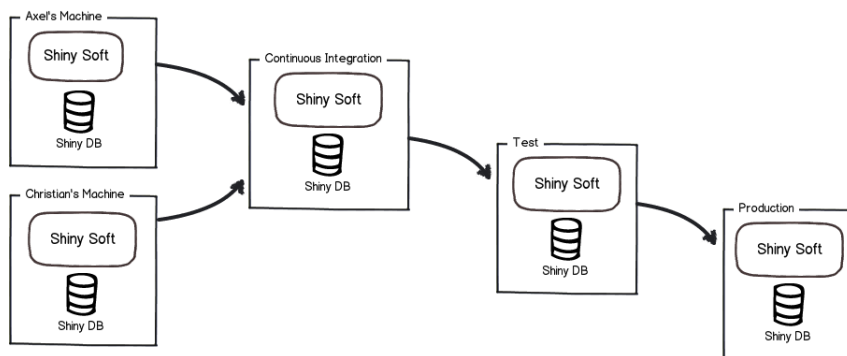 Axel's Machine
Shiny Soft
Shiny DB
Christian's Machine
Shiny Soft
Shiny DB
Continuous Integration
Shiny Soft
Shiny DB
Test
Shiny Soft
Shiny DB
Production
Shiny Soft
Shiny DB